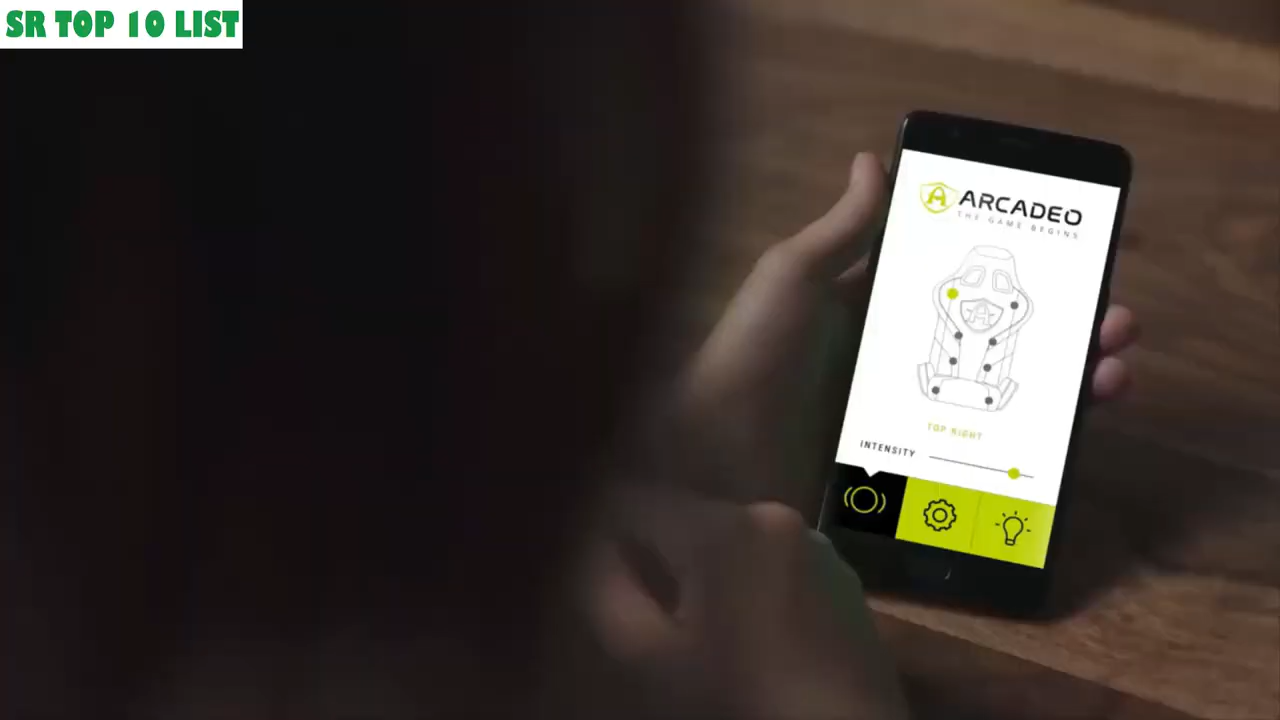 SR TOP 10 LIST
ARCADEO
THE GAME BEGINS
TOP RIGHT
INTENSITY